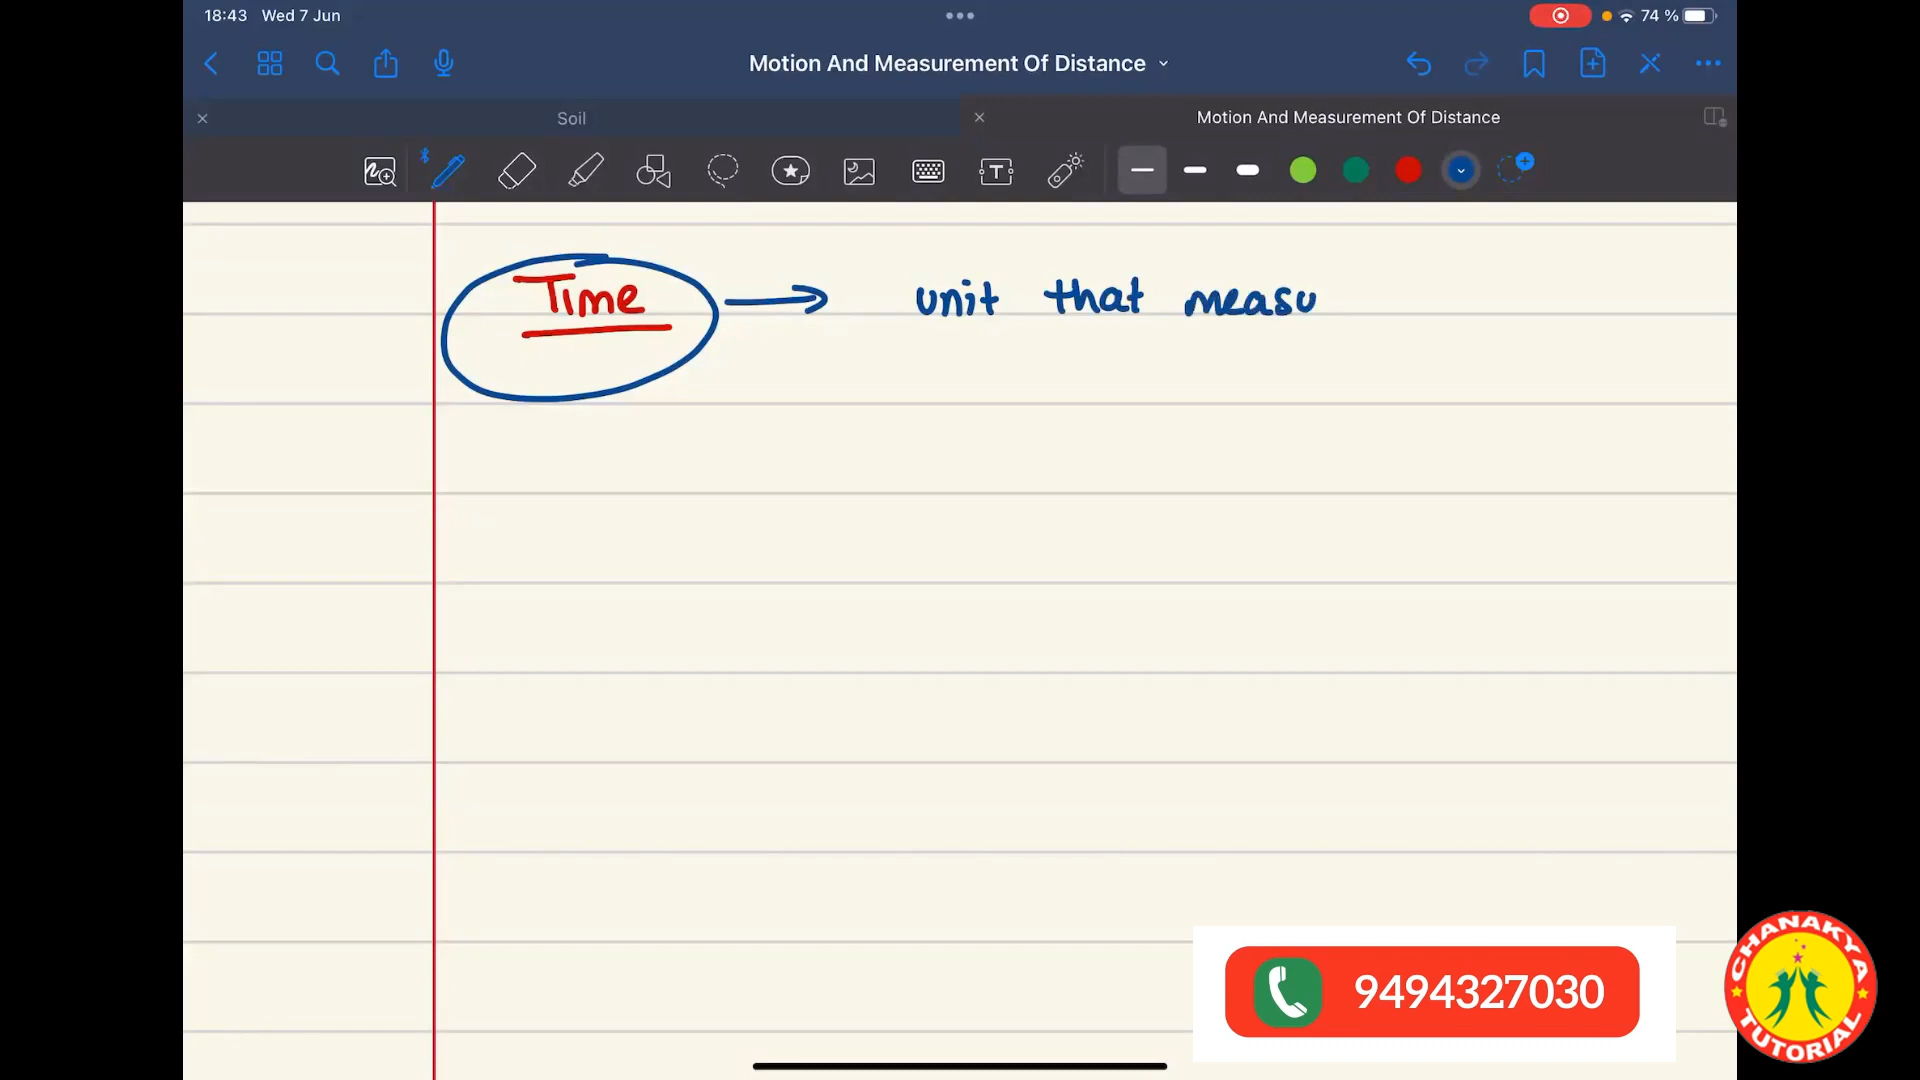 18:43 Wed 7 Jun 74 %
Motion And Measurement Of Distance
Soil Motion And Measurement Of Distance
T
Time unit that measu
9494327030
CHANAKYA
TUTORIAL